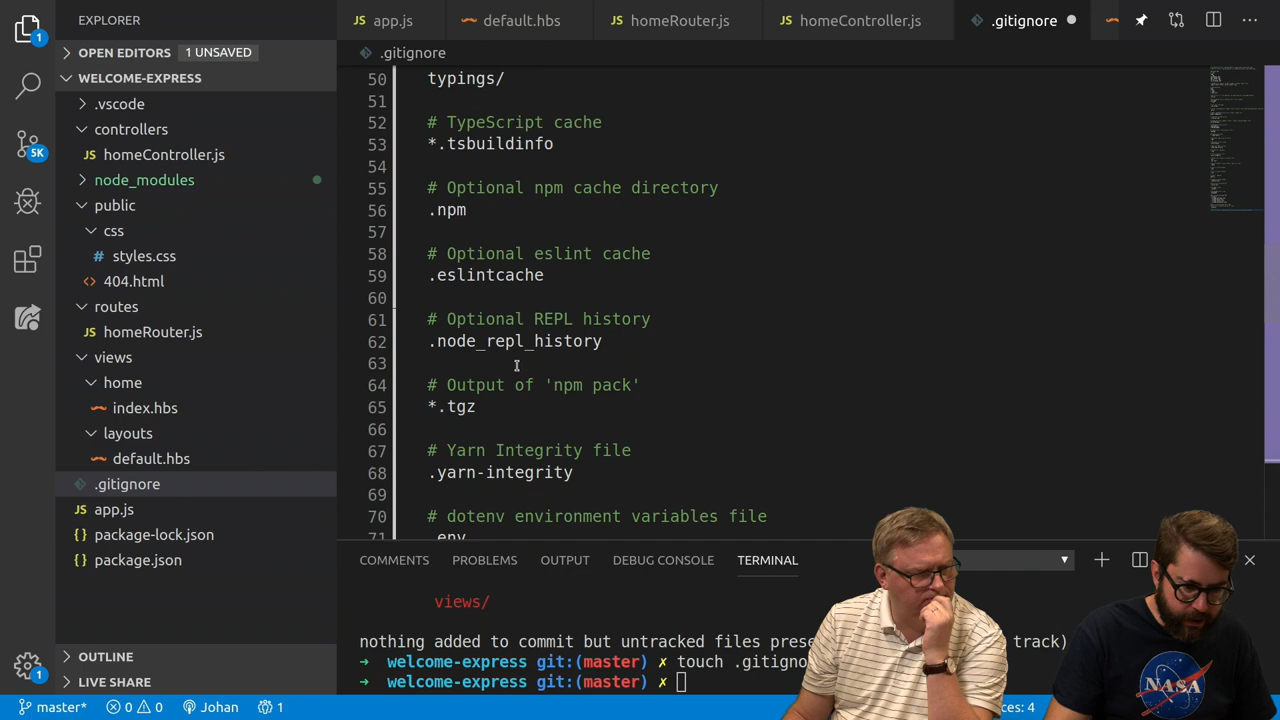 EXPLORER
app.js
default.hbs
homeRouter.js
homeController.js
.gitignore
1
OPEN EDITORS 1 UNSAVED
WELCOME-EXPRESS
.vscode
controllers
homeController.js
5K
node_modules
public
css
styles.css
404.html
routes
homeRouter.js
views
home
index.hbs
layouts
default.hbs
.gitignore
app.js
package-lock.json
package.json
OUTLINE
LIVE SHARE
1
.gitignore
50 typings/
51
52 # TypeScript cache
53 *.tsbuildinfo
54
55 # Optional npm cache directory
56 .npm
57
58 # Optional eslint cache
59 .eslintcache
60
61 # Optional REPL history
62 .node_repl_history
63
64 # Output of 'npm pack'
65 *.tgz
66
67 # Yarn Integrity file
68 .yarn-integrity
69
70 # dotenv environment variables file
71 .env
COMMENTS PROBLEMS OUTPUT DEBUG CONSOLE TERMINAL
views/
nothing added to commit but untracked files track)
→ welcome-express git:(master) ✗ touch
→ welcome-express git:(master) ✗
NASA
master* 0 0 Johan 1 4